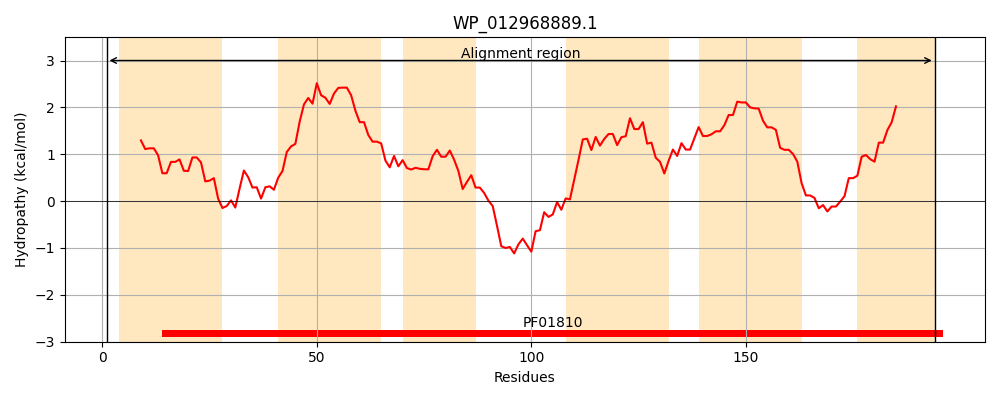 WP_012968889.1
Alignment region
3
2
1
0
−1
−2
−3
Hydropathy (kcal/mol)
PF01810
0
50
100
150
Residues